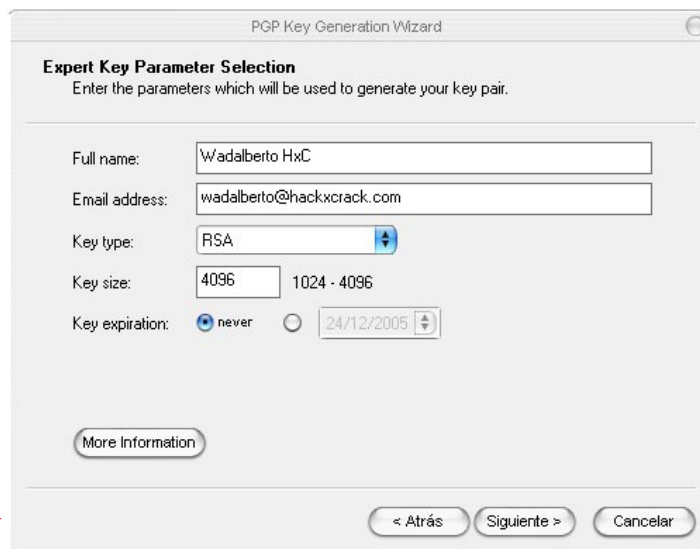 PGP Key Generation Wizard
Expert Key Parameter Selection
Enter the parameters which will be used to generate your key pair.
Full name: Wadalberto HxC
Email address: wadalberto@hackxcrack.com
Key type: RSA
Key size: 4096 1024 - 4096
Key expiration: never 24/12/2005
More Information
< Atrás Siguiente > Cancelar